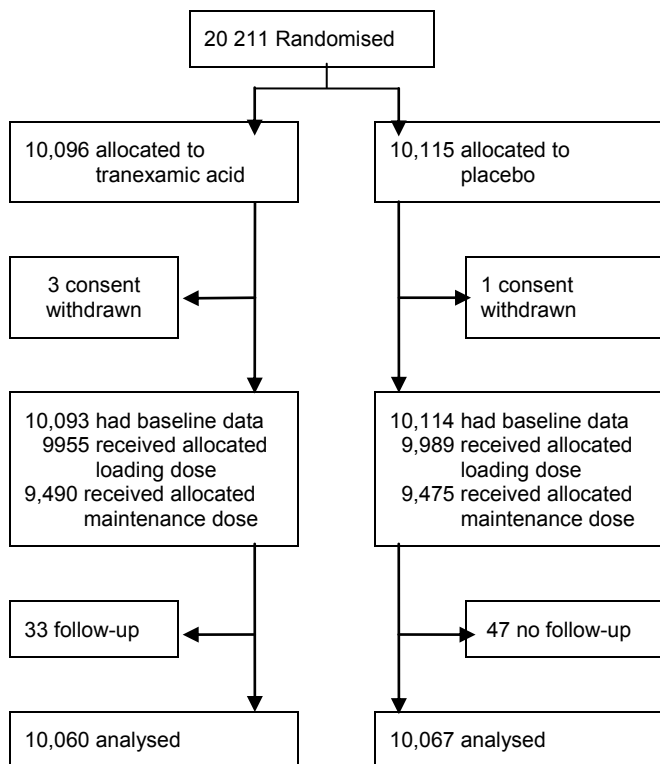 20 211 Randomised
10,096 allocated to
tranexamic acid
10,115 allocated to
placebo
3 consent
withdrawn
1 consent
withdrawn
10,093 had baseline data
9955 received allocated
loading dose
9,490 received allocated
maintenance dose
10,114 had baseline data
9,989 received allocated
loading dose
9,475 received allocated
maintenance dose
33 follow-up
47 no follow-up
10,060 analysed
10,067 analysed